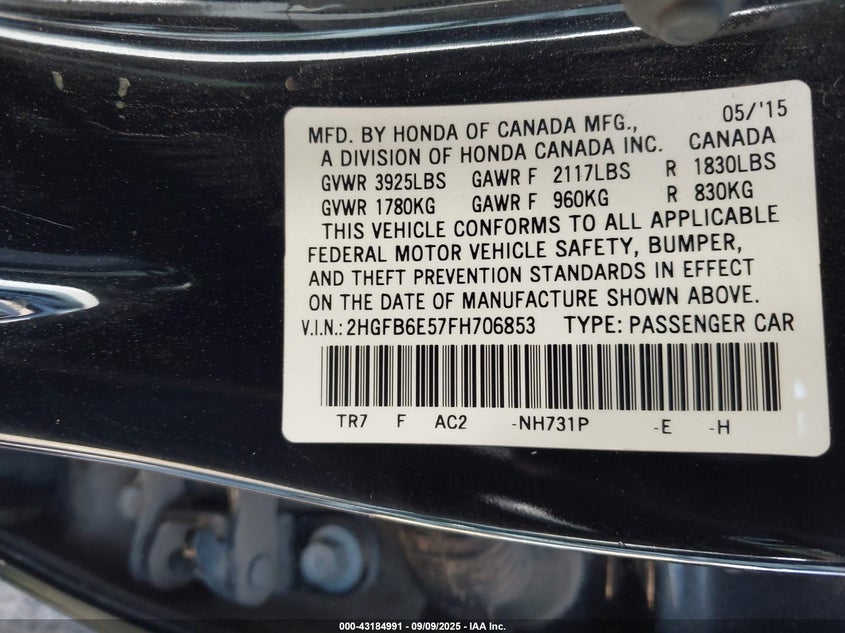 05/'15
MFD. BY HONDA OF CANADA MFG.,
A DIVISION OF HONDA CANADA INC. CANADA
GVWR 3925LBS GAWR F 2117LBS R 1830LBS
GVWR 1780KG GAWR F 960KG R 830KG
THIS VEHICLE CONFORMS TO ALL APPLICABLE
FEDERAL MOTOR VEHICLE SAFETY, BUMPER,
AND THEFT PREVENTION STANDARDS IN EFFECT
ON THE DATE OF MANUFACTURE SHOWN ABOVE.
V.I.N.: 2HGFB6E57FH706853 TYPE: PASSENGER CAR
TR7 F AC2 -NH731P -E -H
000-43184991 - 09/09/2025 - IAA Inc.